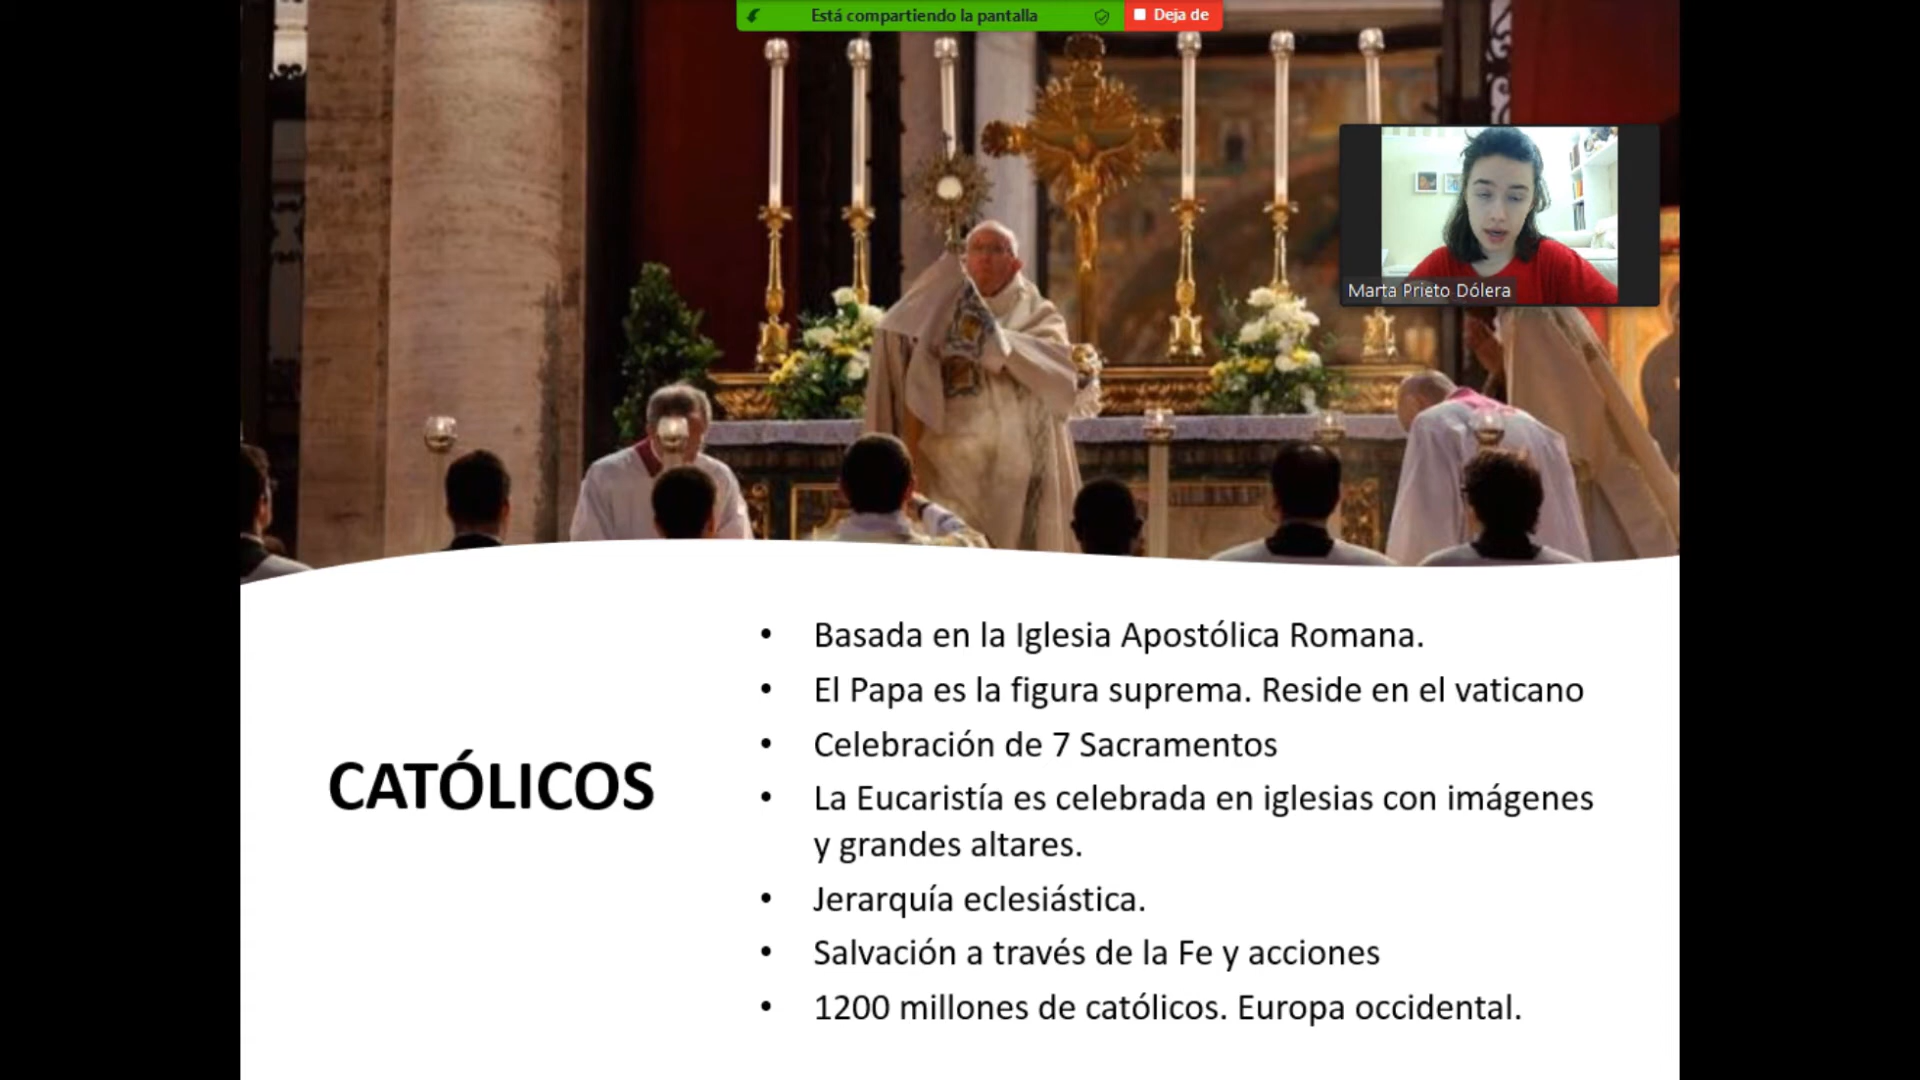 Está compartiendo la pantalla
Deja de
Marta Prieto Dólera
CATÓLICOS
• Basada en la Iglesia Apostólica Romana.
• El Papa es la figura suprema. Reside en el vaticano
• Celebración de 7 Sacramentos
• La Eucaristía es celebrada en iglesias con imágenes
y grandes altares.
• Jerarquía eclesiástica.
• Salvación a través de la Fe y acciones
• 1200 millones de católicos. Europa occidental.